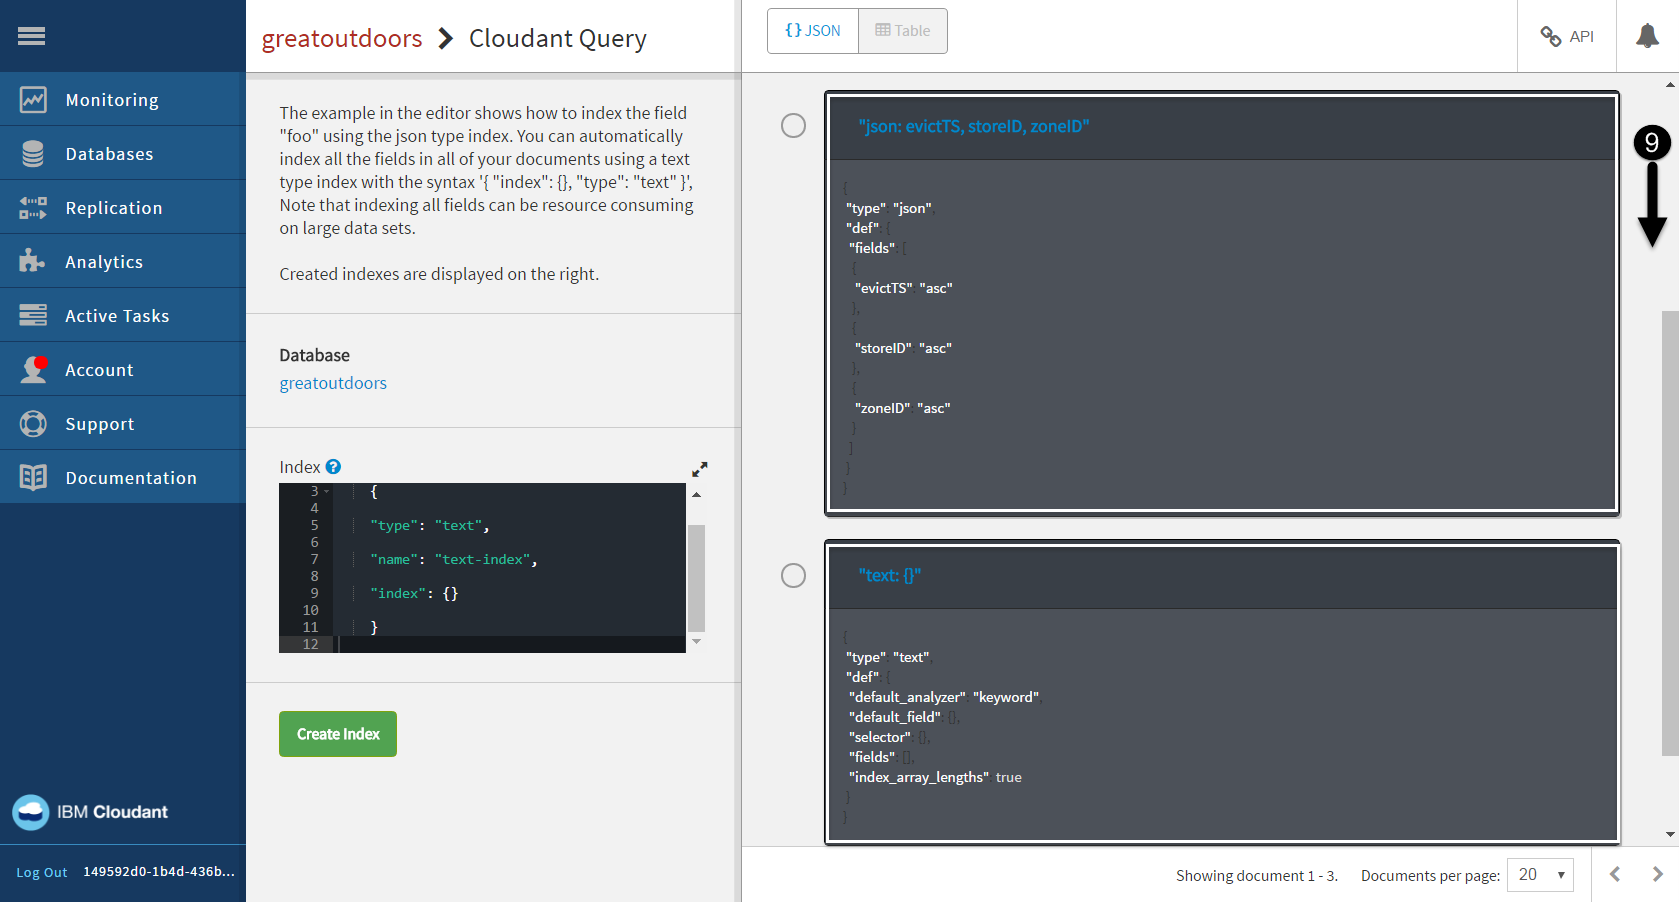 greatoutdoors > Cloudant Query
{ } JSON
Table
API
Monitoring
Databases
Replication
Analytics
Active Tasks
Account
Support
Documentation
IBM Cloudant
Log Out 149592d0-1b4d-436b...
The example in the editor shows how to index the field
"foo" using the json type index. You can automatically
index all the fields in all of your documents using a text
type index with the syntax '{ "index": {}, "type": "text" }',
Note that indexing all fields can be resource consuming
on large data sets.
Created indexes are displayed on the right.
Database
greatoutdoors
Index ?
3 {
4
5 "type": "text",
6
7 "name": "text-index",
8
9 "index": {}
10
11 }
12
Create Index
"json: evictTS, storeID, zoneID"
{
"type": "json",
"def": {
"fields": [
{
"evictTS": "asc"
},
{
"storeID": "asc"
},
{
"zoneID": "asc"
}
]
}
}
9
"text: {}"
{
"type": "text",
"def": {
"default_analyzer": "keyword",
"default_field": {},
"selector": {},
"fields": [],
"index_array_lengths": true
}
}
Showing document 1 - 3.
Documents per page: 20